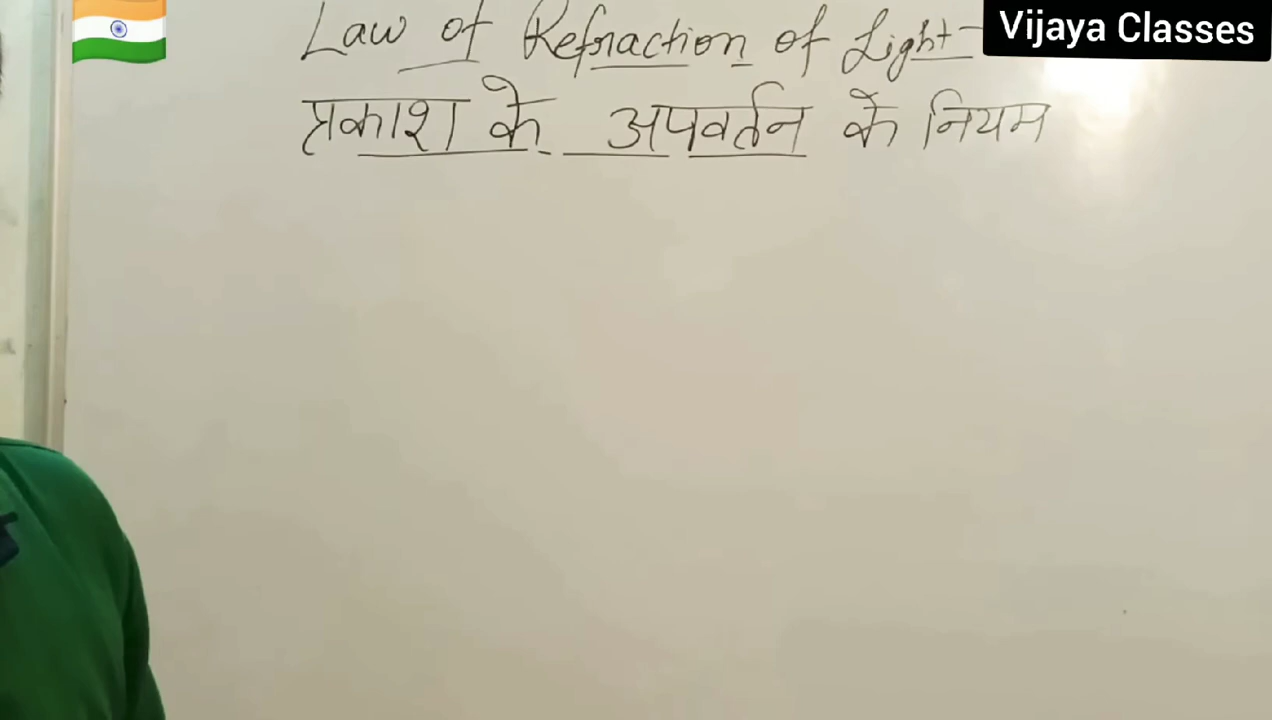 Law of Refraction of Light-
Vijaya Classes
प्रकाश के अपवर्तन के नियम